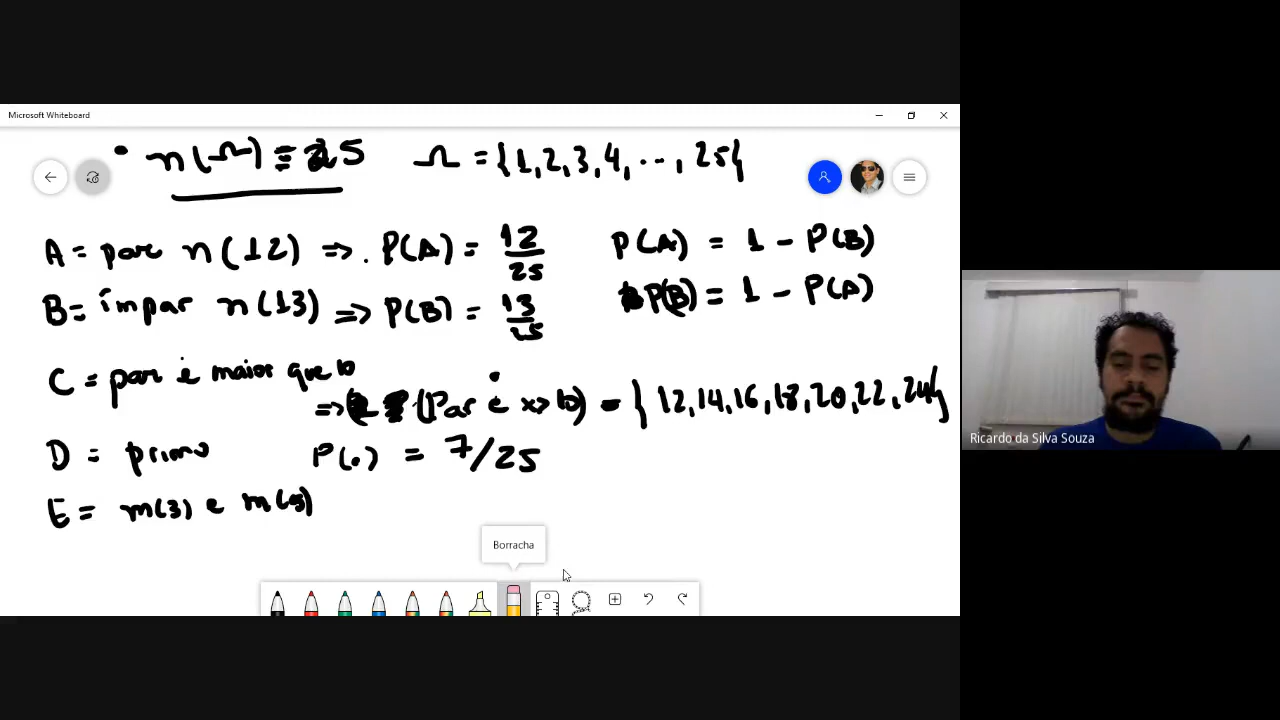 Microsoft Whiteboard
• n(Ω) = 25 Ω = {1, 2, 3, 4, ..., 25}
A = par n(12) => . P(A) = 12/25 P(A) = 1 - P(B)
B = ímpar n(13) => P(B) = 13/25 P(B) = 1 - P(A)
C = par e maior que 10
=> (Par e x > 10) = {12, 14, 16, 18, 20, 22, 24}
D = primo P(c) = 7/25
E = m(3) e m(5)
Ricardo da Silva Souza
Borracha